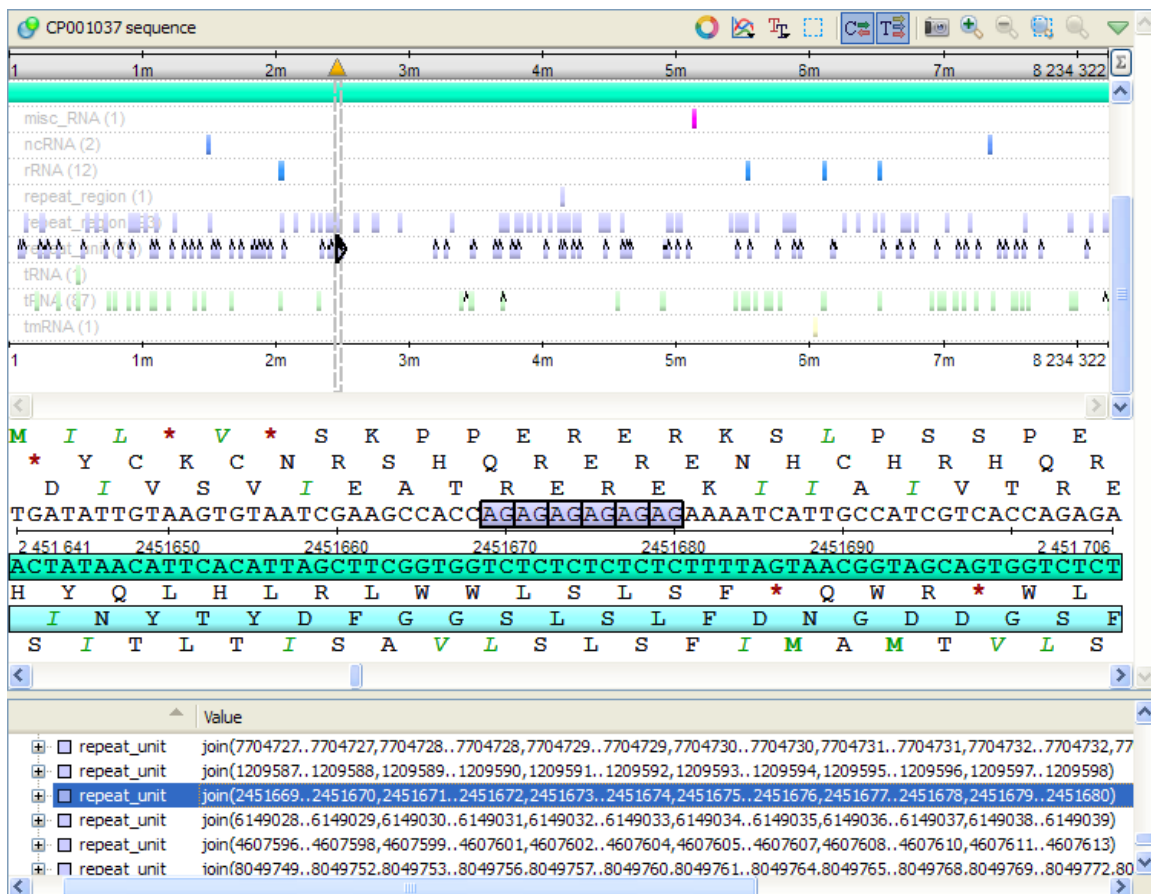 CP001037 sequence
1 1m 2m 3m 4m 5m 6m 7m 8 234 322
misc_RNA (1)
ncRNA (2)
rRNA (12)
repeat_region (1)
tRNA (1)
tRNA (87)
tmRNA (1)
1 1m 2m 3m 4m 5m 6m 7m 8 234 322
M I L * V * S K P P E R E R K S L P S S P E
* Y C K C N R S H Q R E R E N H C H R H Q R
D I V S V I E A T R E R E K I I A I V T R E
TGATATTGTAAGTGTAATCGAAGCCACCAGAGAGAGAGAGAAAATCATTGCCATCGTCACCAGAGA
2 451 641 2451650 2451660 2451670 2451680 2451690 2 451 706
ACTATAACATTCACATTAGCTTCGGTGGTCTCTCTCTCTCTTTTAGTAACGGTAGCAGTGGTCTCT
H Y Q L H L R L W W L S L S F * Q W R * W L
I N Y T Y D F G G S L S L F D N G D D G S F
S I T L T I S A V L S L S F I M A M T V L S
Value
repeat_unit join(7704727..7704727,7704728..7704728,7704729..7704729,7704730..7704730,7704731..7704731,7704732..7704732,77
repeat_unit join(1209587..1209588,1209589..1209590,1209591..1209592,1209593..1209594,1209595..1209596,1209597..1209598)
repeat_unit join(2451669..2451670,2451671..2451672,2451673..2451674,2451675..2451676,2451677..2451678,2451679..2451680)
repeat_unit join(6149028..6149029,6149030..6149031,6149032..6149033,6149034..6149035,6149036..6149037,6149038..6149039)
repeat_unit join(4607596..4607598,4607599..4607601,4607602..4607604,4607605..4607607,4607608..4607610,4607611..4607613)
repeat_unit join(8049749..8049752,8049753..8049756,8049757..8049760,8049761..8049764,8049765..8049768,8049769..8049772,80